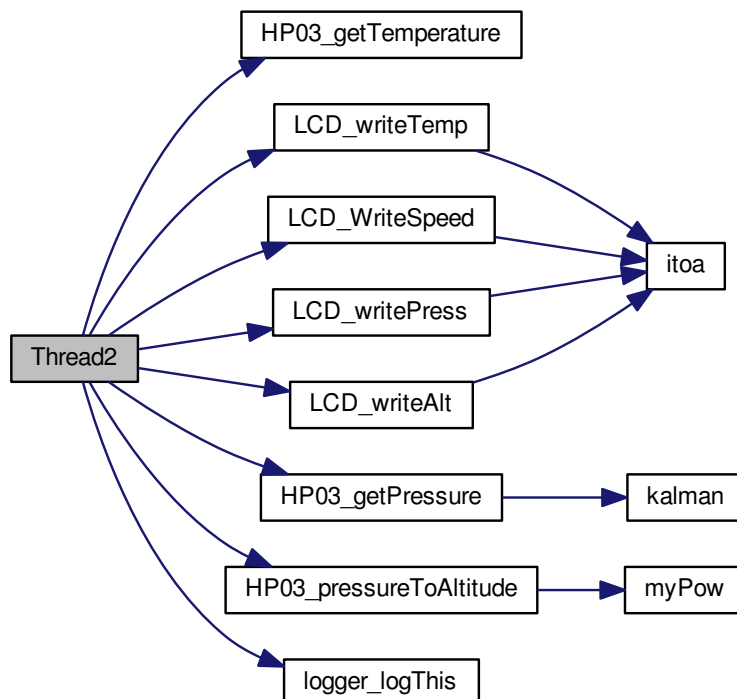 HP03_getTemperature
LCD_writeTemp
LCD_WriteSpeed
itoa
LCD_writePress
Thread2
LCD_writeAlt
HP03_getPressure
kalman
HP03_pressureToAltitude
myPow
logger_logThis